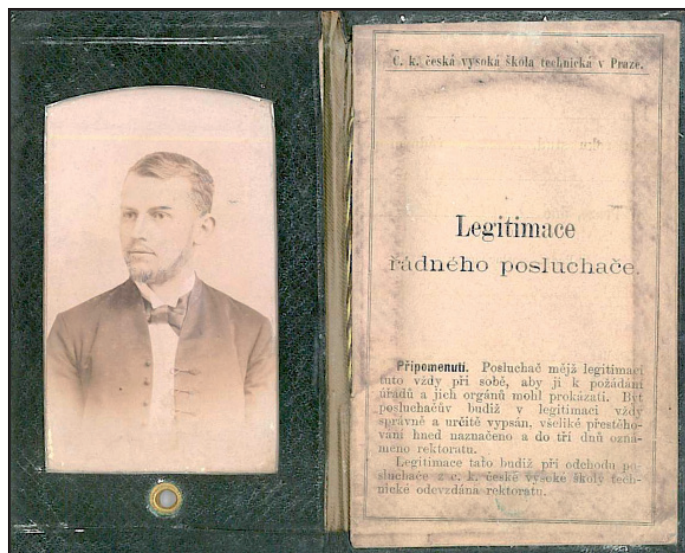 C. k. česká vysoká škola technická v Praze.
Legitimace
řádného posluchače.
Připomenutí. Posluchač mějž legitimaci
tuto vždy při sobě, aby ji k požádání
úřadů a jich orgánů mohl prokázati. Byt
posluchačův budiž v legitimaci vždy
správně a určitě vypsán, všeliké přestěho-
vání hned naznačeno a do tří dnů ozná-
meno rektoratu.
Legitimace tato budiž při odchodu po-
sluchače z c. k. české vysoké školy tech-
nické odevzdána rektoratu.